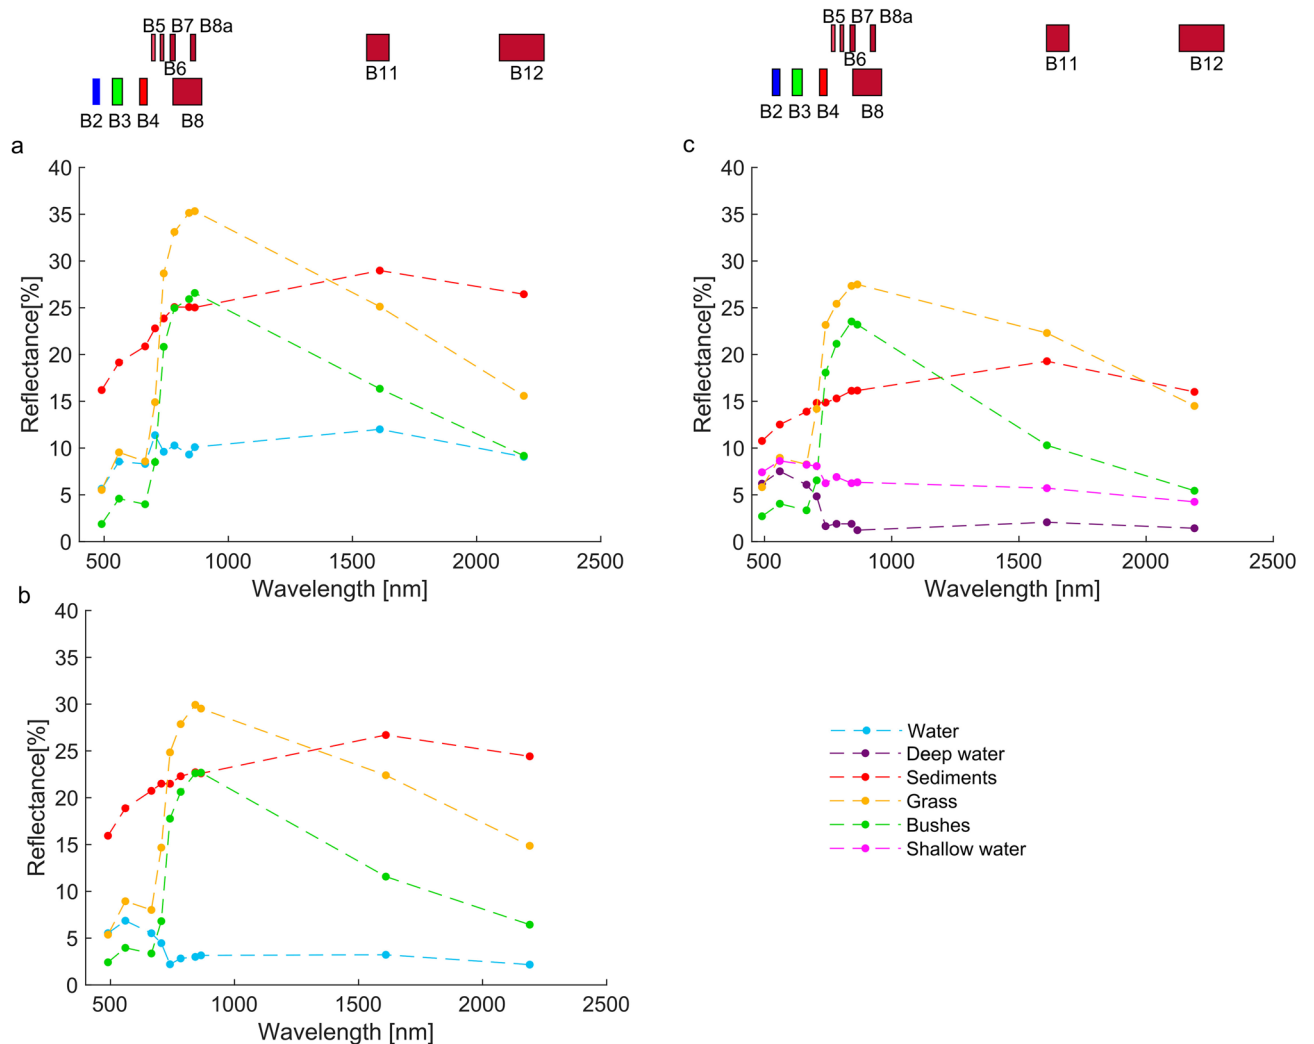 B5 B7 B8a
B6
B11
B12
B2 B3 B4 B8
B5 B7 B8a
B6
B11
B12
B2 B3 B4 B8
a
40
35
30
25
20
15
10
5
0
Reflectance[%]
500 1000 1500 2000 2500
Wavelength [nm]
c
40
35
30
25
20
15
10
5
0
Reflectance[%]
500 1000 1500 2000 2500
Wavelength [nm]
b
40
35
30
25
20
15
10
5
0
Reflectance[%]
500 1000 1500 2000 2500
Wavelength [nm]
Water
Deep water
Sediments
Grass
Bushes
Shallow water